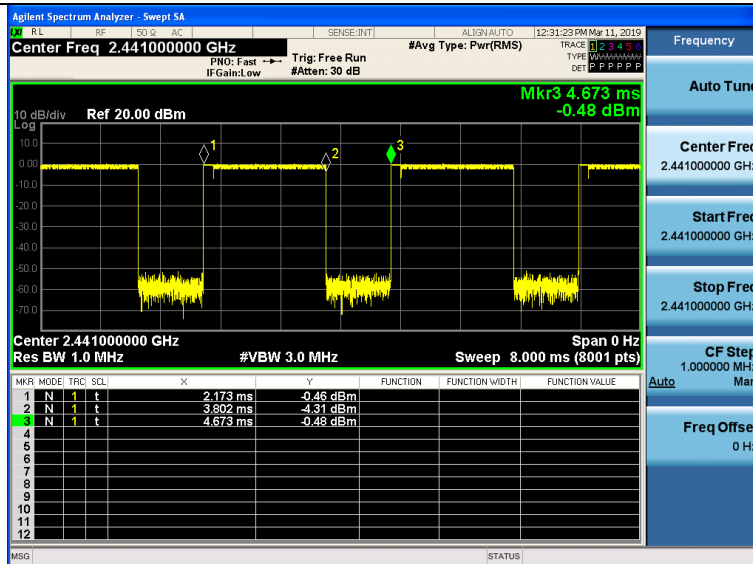 Agilent Spectrum Analyzer - Swept SA
LXI RL RF 50 Ω AC SENSE:INT ALIGN AUTO 12:31:23 PM Mar 11, 2019
Center Freq 2.441000000 GHz #Avg Type: Pwr(RMS) TRACE 1 2 3 4 5 6
PNO: Fast Trig: Free Run TYPE WWWWWW
IFGain:Low #Atten: 30 dB DET P P P P P P
Mkr3 4.673 ms
10 dB/div Ref 20.00 dBm -0.48 dBm
Log
10.0
0.00
-10.0
-20.0
-30.0
-40.0
-50.0
-60.0
-70.0
1
2
3
Center 2.441000000 GHz Span 0 Hz
Res BW 1.0 MHz #VBW 3.0 MHz Sweep 8.000 ms (8001 pts)
MKR MODE TRC SCL X Y FUNCTION FUNCTION WIDTH FUNCTION VALUE
1 N 1 t 2.173 ms -0.46 dBm
2 N 1 t 3.802 ms -4.31 dBm
3 N 1 t 4.673 ms -0.48 dBm
4
5
6
7
8
9
10
11
12
MSG STATUS
Frequency
Auto Tune
Center Freq
2.441000000 GHz
Start Freq
2.441000000 GHz
Stop Freq
2.441000000 GHz
CF Step
1.000000 MHz
Auto Man
Freq Offset
0 Hz